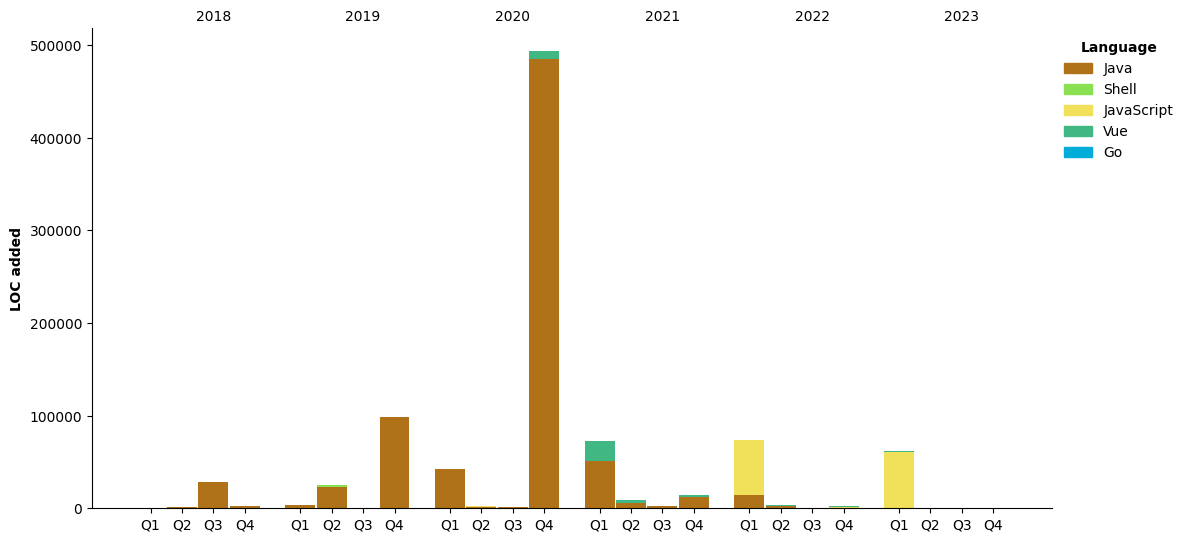 2018 2019 2020 2021 2022 2023
500000
400000
300000
200000
100000
0
LOC added
Q1 Q2 Q3 Q4 Q1 Q2 Q3 Q4 Q1 Q2 Q3 Q4 Q1 Q2 Q3 Q4 Q1 Q2 Q3 Q4 Q1 Q2 Q3 Q4
Language
Java
Shell
JavaScript
Vue
Go